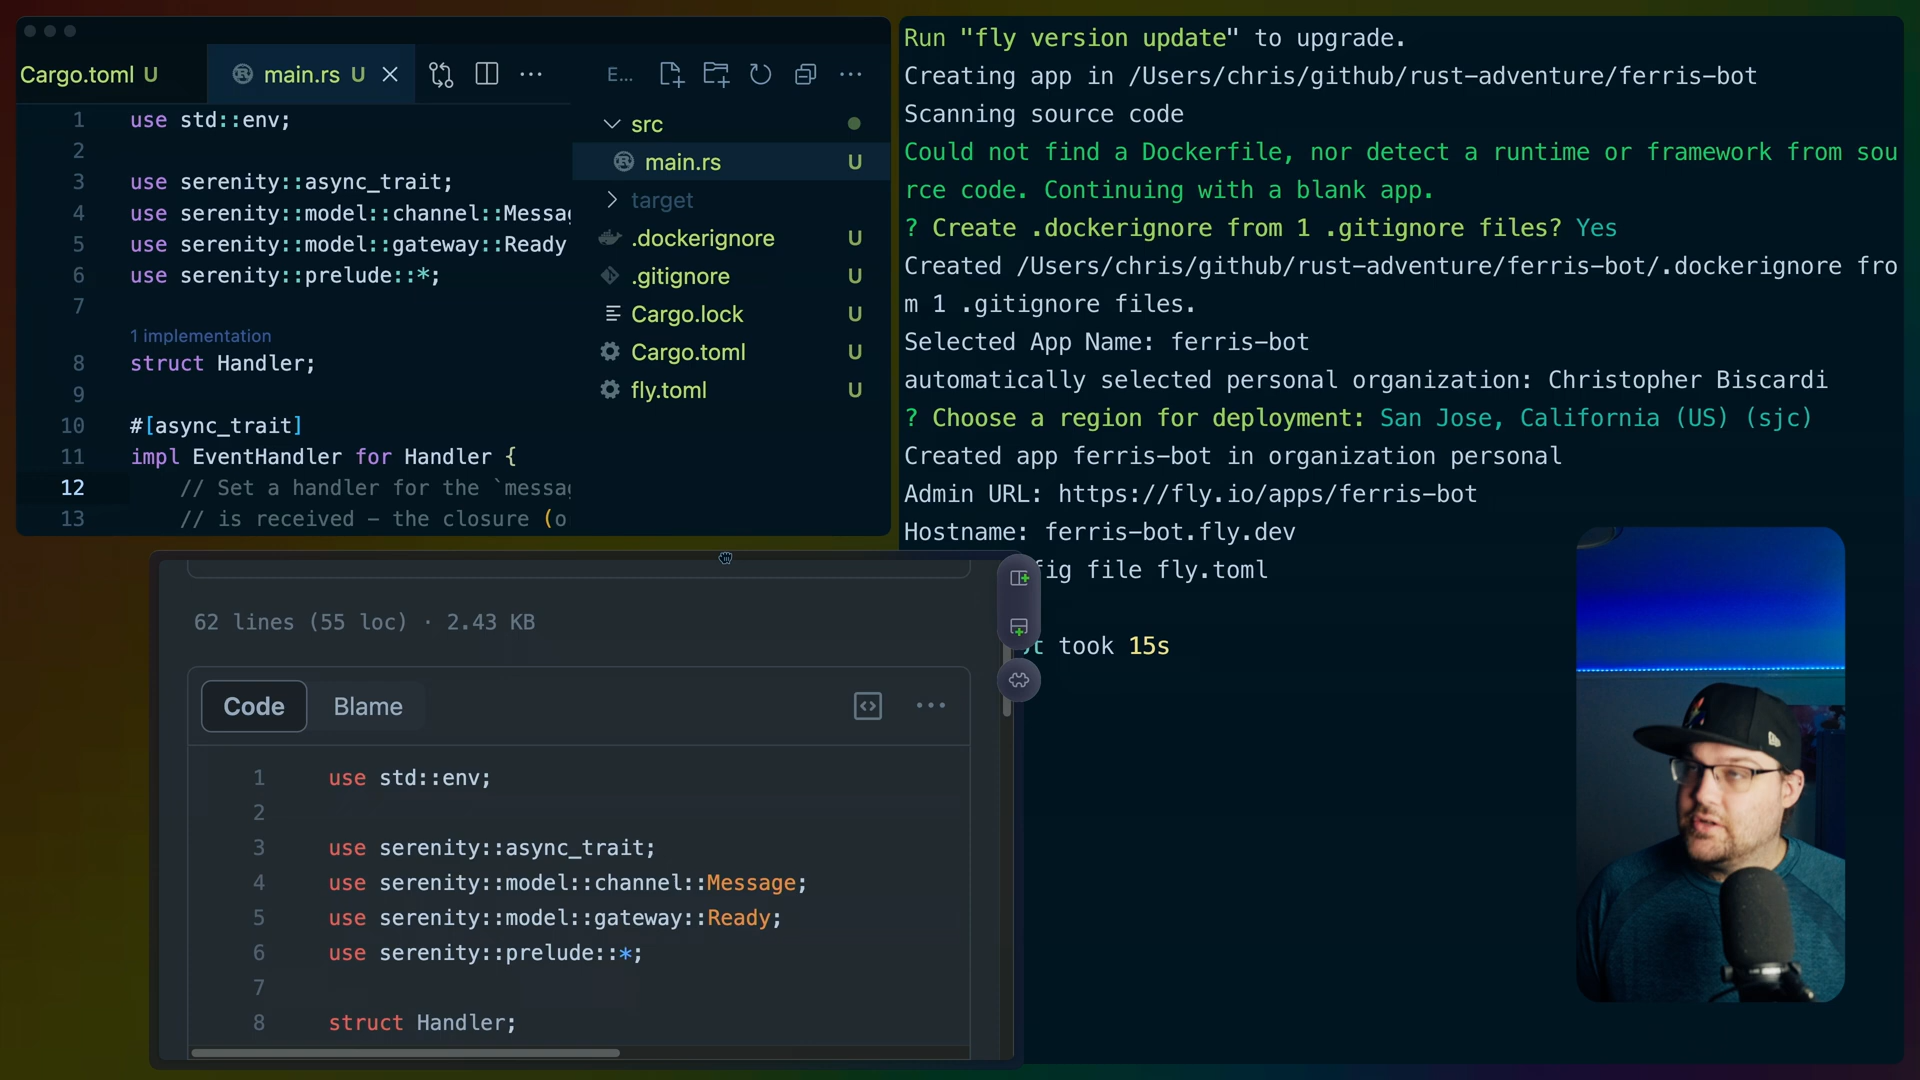 Cargo.toml U
main.rs U
E...
1 use std::env;
2
3 use serenity::async_trait;
4 use serenity::model::channel::Messag
5 use serenity::model::gateway::Ready
6 use serenity::prelude::*;
7
1 implementation
8 struct Handler;
9
10 #[async_trait]
11 impl EventHandler for Handler {
12 // Set a handler for the `messag
13 // is received – the closure (o
src
main.rs U
target
.dockerignore U
.gitignore U
Cargo.lock U
Cargo.toml U
fly.toml U
Run "fly version update" to upgrade.
Creating app in /Users/chris/github/rust-adventure/ferris-bot
Scanning source code
Could not find a Dockerfile, nor detect a runtime or framework from sou
rce code. Continuing with a blank app.
? Create .dockerignore from 1 .gitignore files? Yes
Created /Users/chris/github/rust-adventure/ferris-bot/.dockerignore fro
m 1 .gitignore files.
Selected App Name: ferris-bot
automatically selected personal organization: Christopher Biscardi
? Choose a region for deployment: San Jose, California (US) (sjc)
Created app ferris-bot in organization personal
Admin URL: https://fly.io/apps/ferris-bot
Hostname: ferris-bot.fly.dev
fig file fly.toml
t took 15s
62 lines (55 loc) · 2.43 KB
Code
Blame
1 use std::env;
2
3 use serenity::async_trait;
4 use serenity::model::channel::Message;
5 use serenity::model::gateway::Ready;
6 use serenity::prelude::*;
7
8 struct Handler;